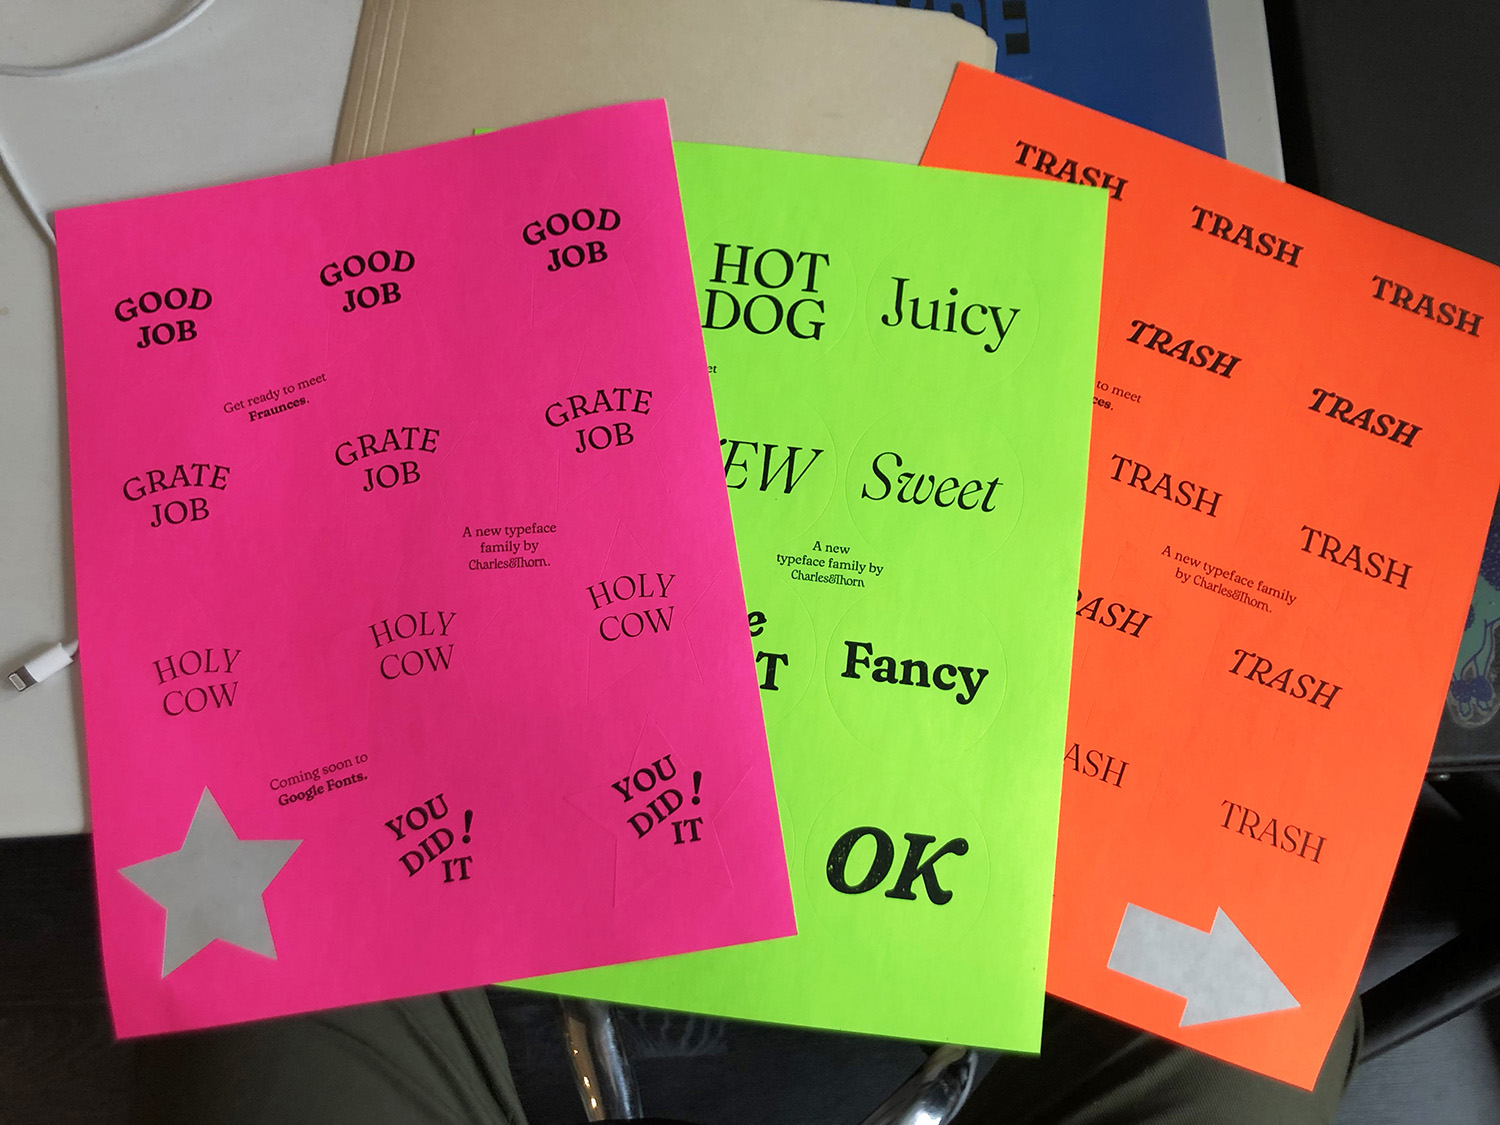 GOOD
JOB
GOOD
JOB
GOOD
JOB
Get ready to meet
Fraunces.
GRATE
JOB
GRATE
JOB
GRATE
JOB
A new typeface
family by
Charles&Thorn.
HOLY
COW
HOLY
COW
HOLY
COW
Coming soon to
Google Fonts.
YOU
DID!
IT
YOU
DID!
IT
HOT
DOG
Juicy
Sweet
A new
typeface family by
Charles&Thorn
Fancy
OK
TRASH
TRASH
TRASH
TRASH
TRASH
to meet
TRASH
TRASH
A new typeface family
by Charles&Thorn.
TRASH
TRASH